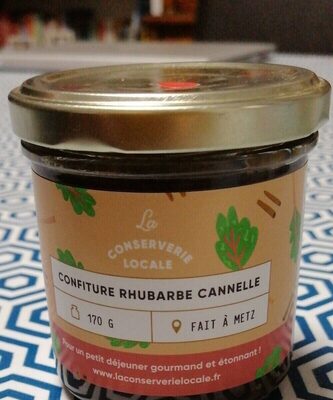 La
CONSERVERIE
LOCALE
CONFITURE RHUBARBE CANNELLE
170 G
FAIT À METZ
Pour un petit déjeuner gourmand et étonnant !
www.laconserverielocale.fr